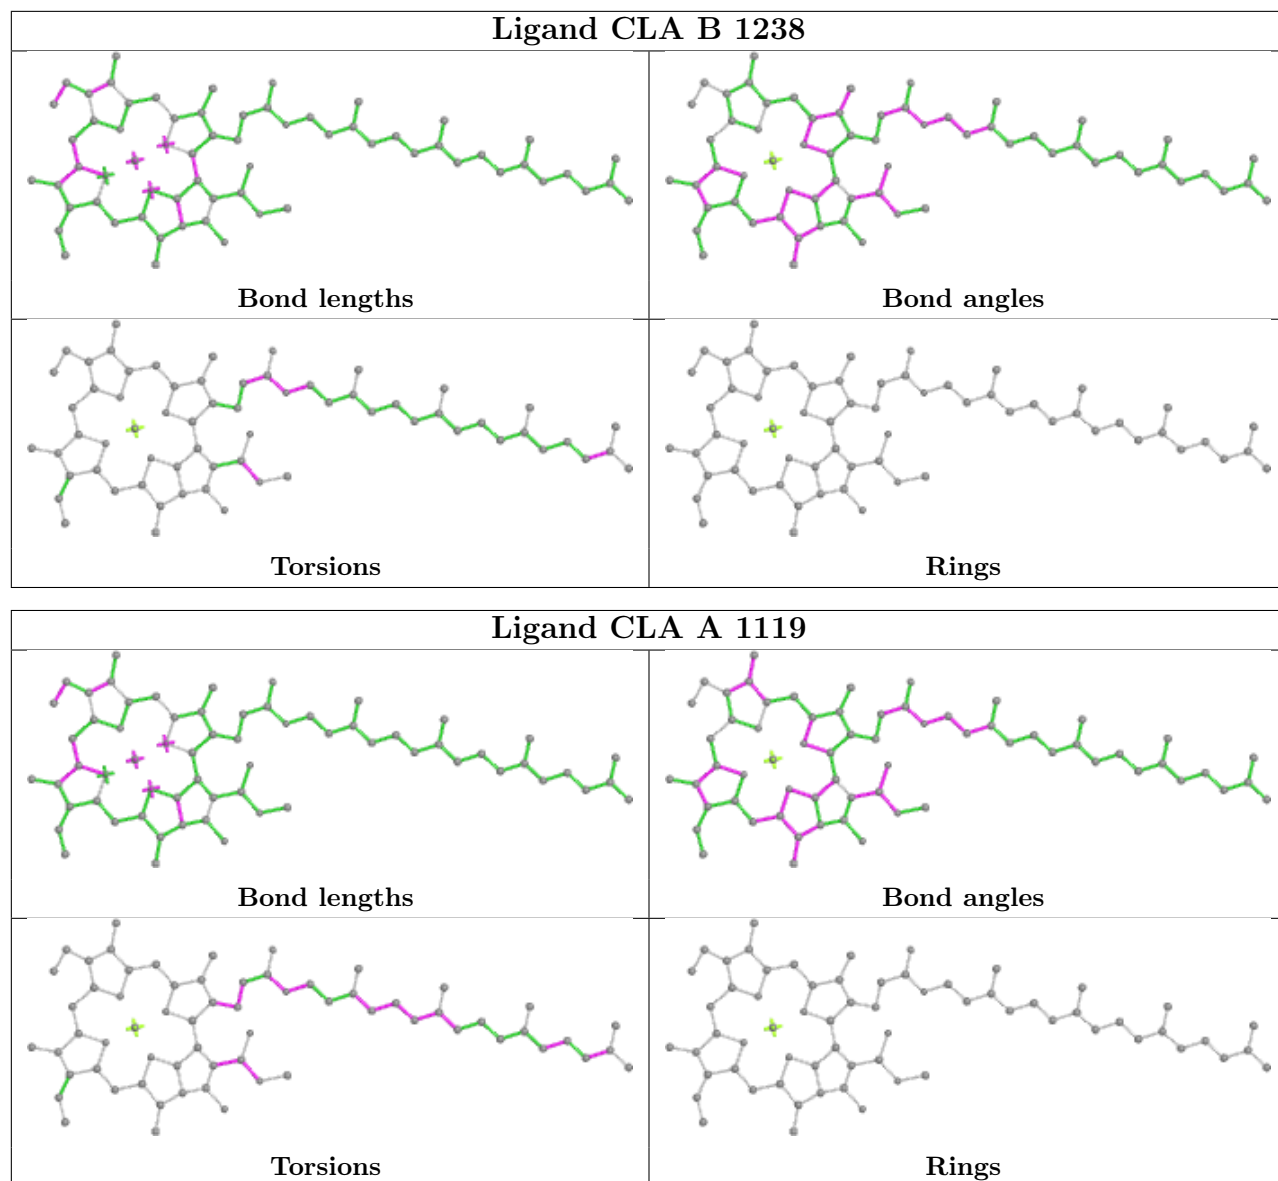 Ligand CLA B 1238
Bond lengths
Bond angles
Torsions
Rings
Ligand CLA A 1119
Bond lengths
Bond angles
Torsions
Rings